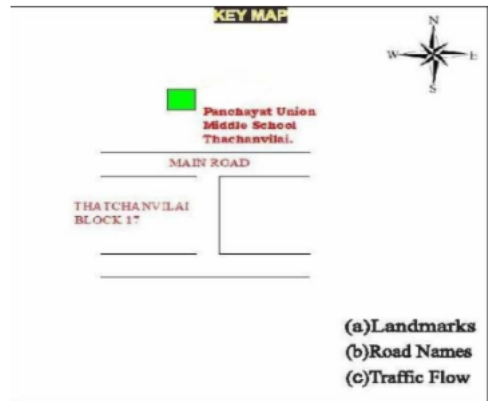 KEY MAP
N
W E
S
Panchayat Union
Middle School
Thachanvilai.
MAIN ROAD
THATCHANVILAI
BLOCK 17
(a)Landmarks
(b)Road Names
(c)Traffic Flow